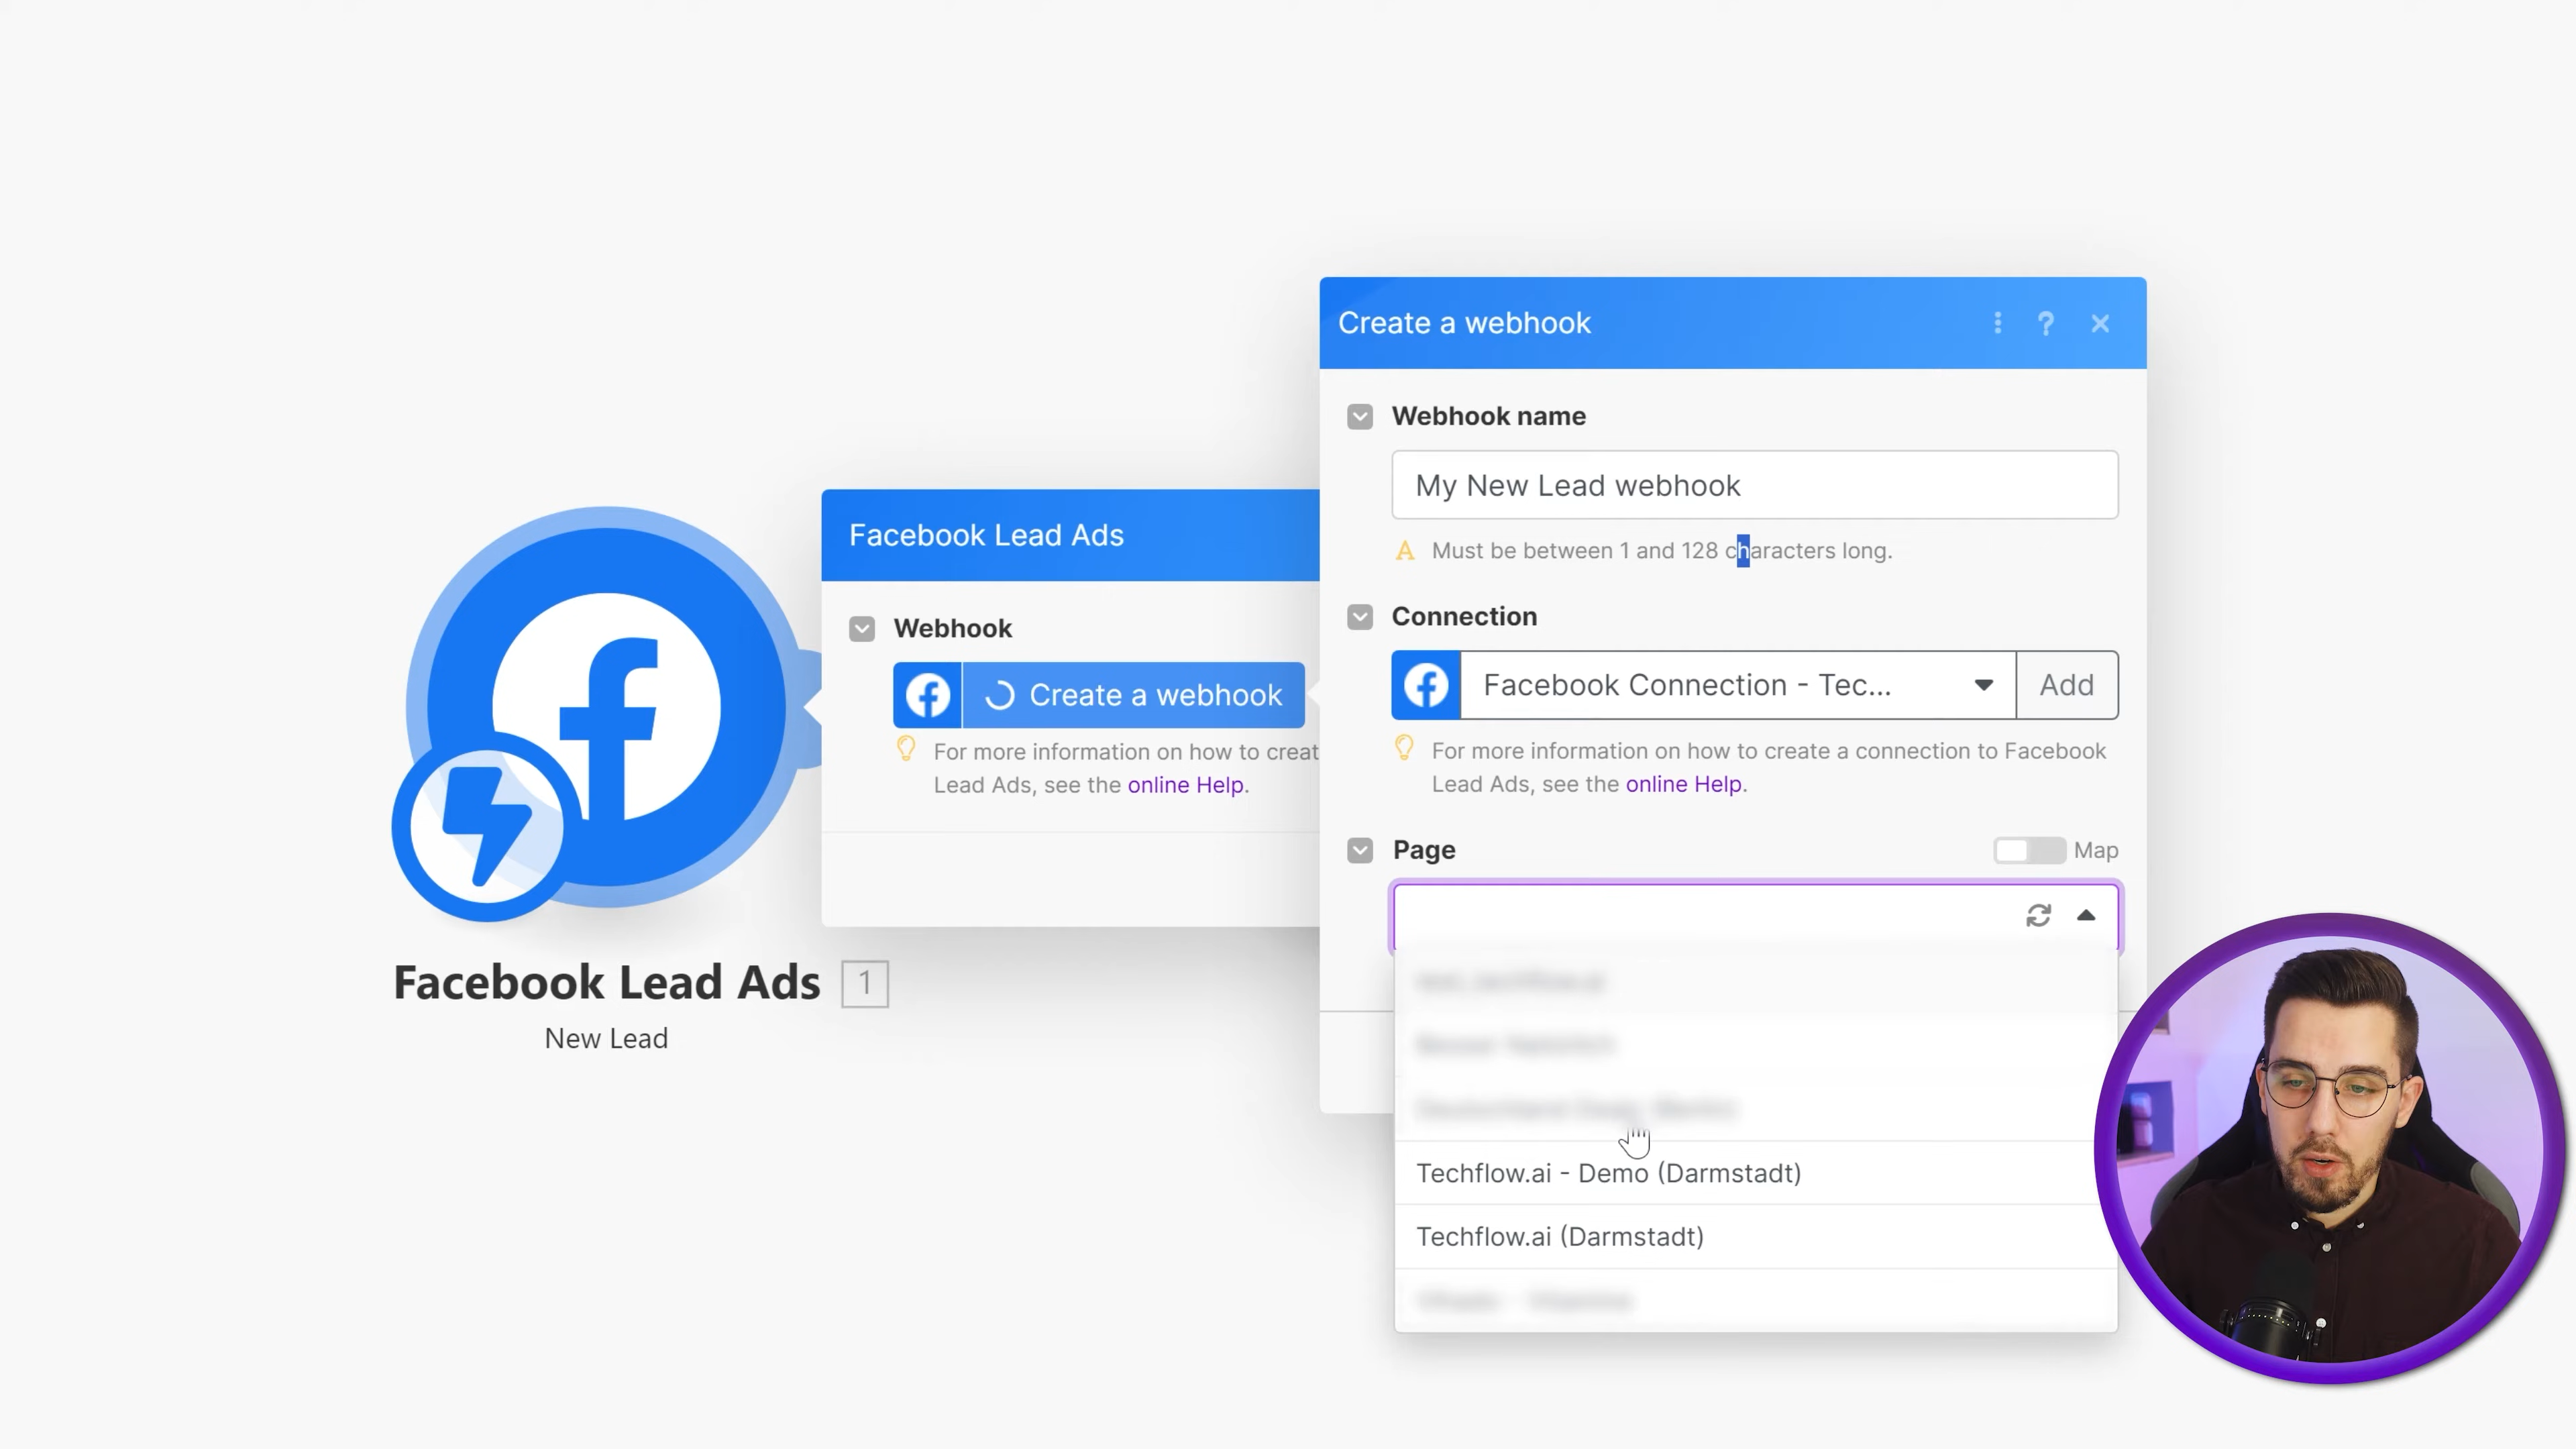 Create a webhook
?
Webhook name
My New Lead webhook
A Must be between 1 and 128 characters long.
Connection
Facebook Connection - Tec...
Add
For more information on how to create a connection to Facebook
Lead Ads, see the online Help.
Page
Map
Techflow.ai - Demo (Darmstadt)
Techflow.ai (Darmstadt)
Facebook Lead Ads
Webhook
Create a webhook
For more information on how to creat
Lead Ads, see the online Help.
Facebook Lead Ads 1
New Lead